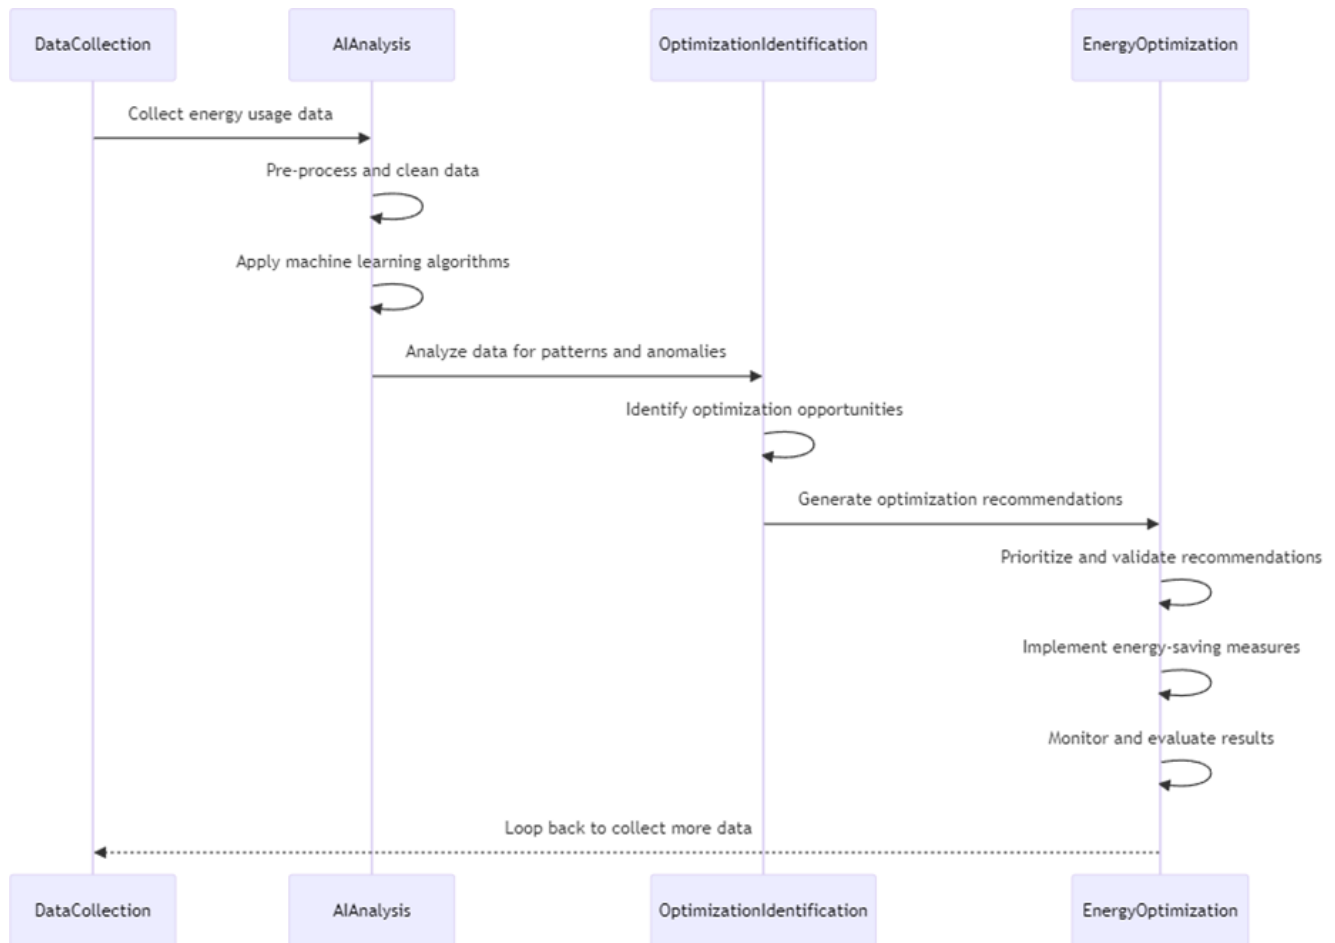 DataCollection
AIAnalysis
OptimizationIdentification
EnergyOptimization
Collect energy usage data
Pre-process and clean data
Apply machine learning algorithms
Analyze data for patterns and anomalies
Identify optimization opportunities
Generate optimization recommendations
Prioritize and validate recommendations
Implement energy-saving measures
Monitor and evaluate results
Loop back to collect more data
DataCollection
AIAnalysis
OptimizationIdentification
EnergyOptimization